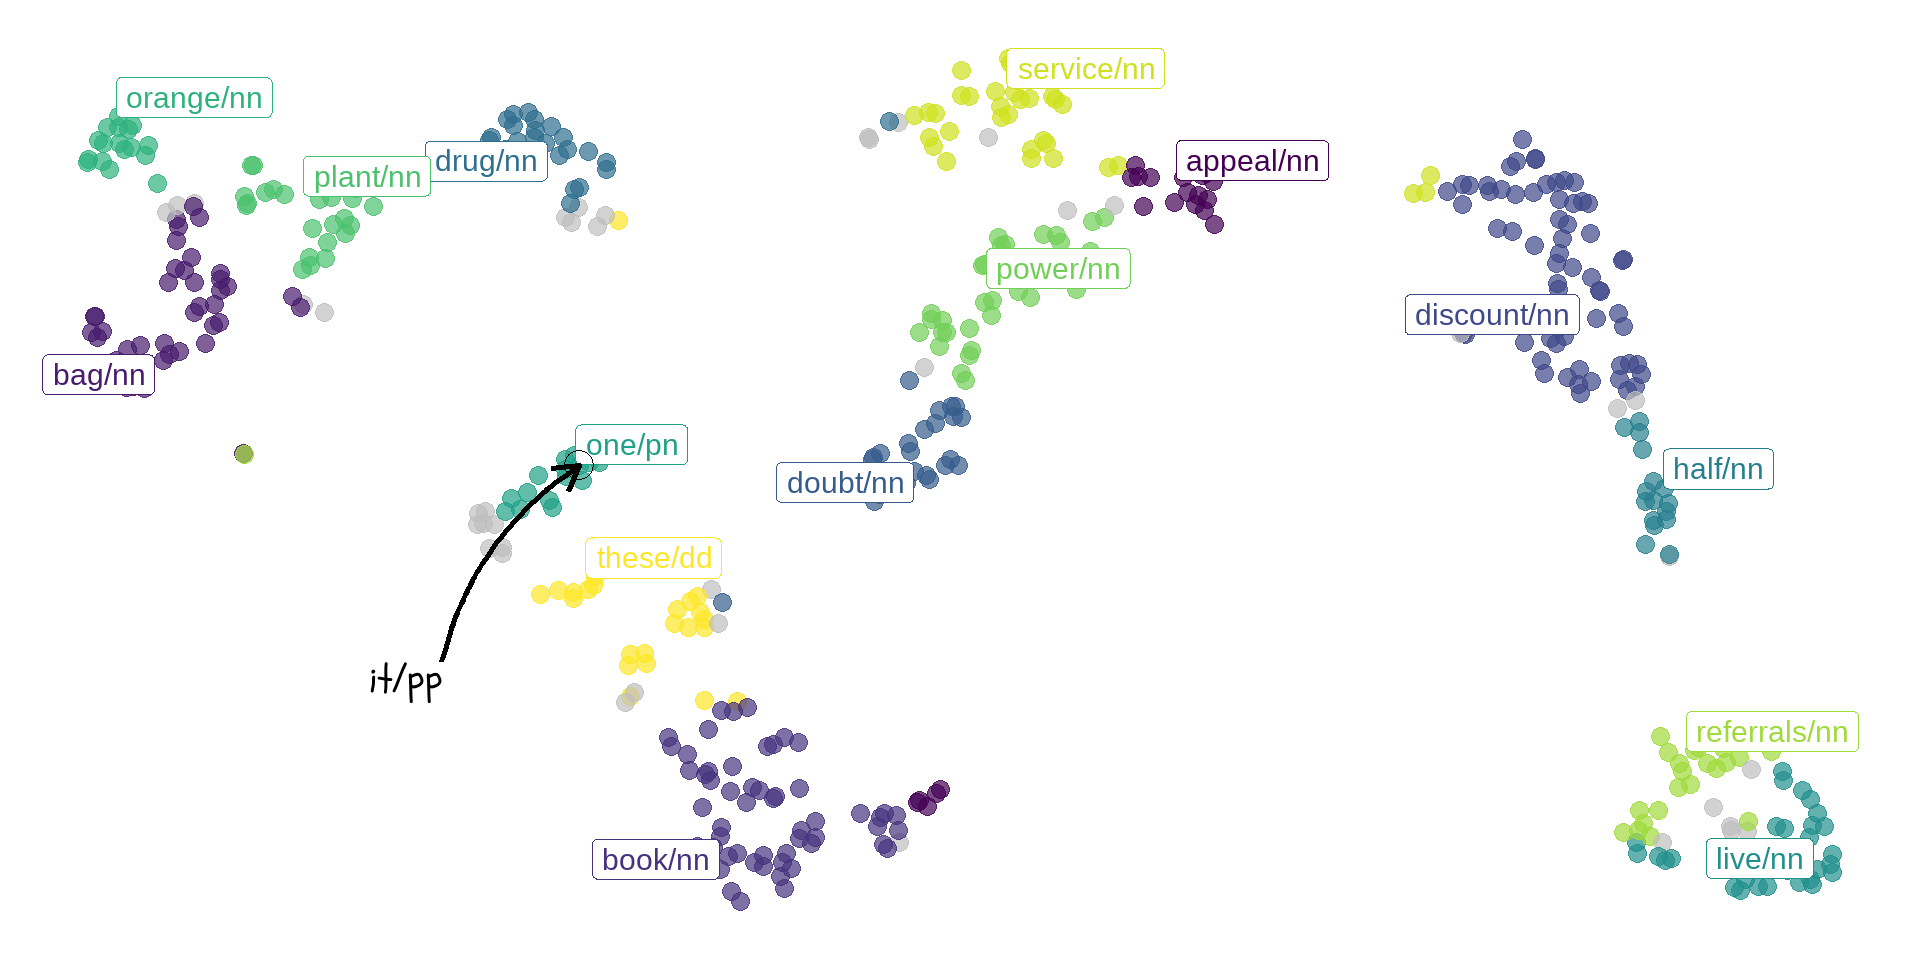 service/nn
orange/nn
drug/nn
appeal/nn
plant/nn
power/nn
discount/nn
bag/nn
one/pn
half/nn
doubt/nn
these/dd
it/pp
referrals/nn
book/nn
live/nn